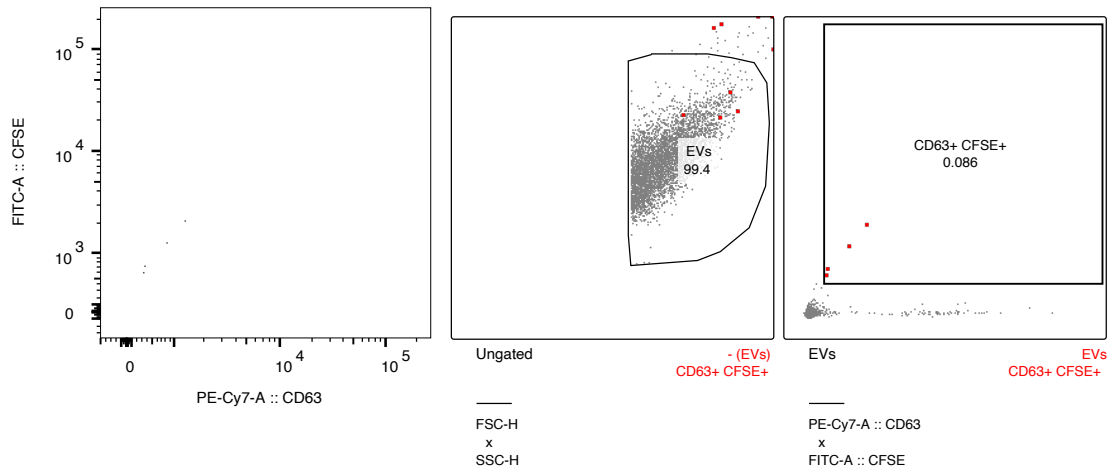 FITC-A :: CFSE
10^5
10^4
10^3
0
0
10^4
10^5
PE-Cy7-A :: CD63
EVs
99.4
Ungated
- (EVs)
CD63+ CFSE+
FSC-H
x
SSC-H
CD63+ CFSE+
0.086
EVs
EVs
CD63+ CFSE+
PE-Cy7-A :: CD63
x
FITC-A :: CFSE